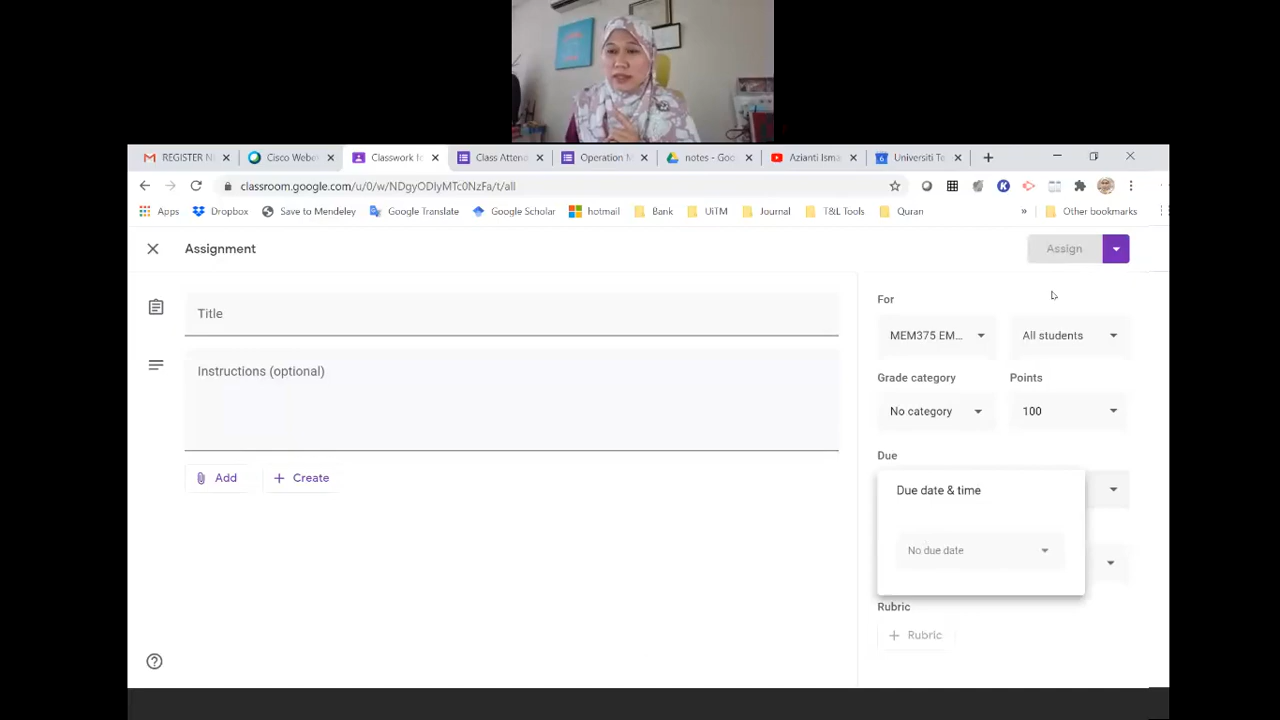 REGISTER N
Cisco Webe
Classwork
Class Attend
Operation M
notes - Goo
Azianti Isma
Universiti Te
classroom.google.com/u/0/w/NDgyODIyMTc0NzFa/t/all
Apps
Dropbox
Save to Mendeley
Google Translate
Google Scholar
hotmail
Bank
UiTM
Journal
T&L Tools
Quran
»
Other bookmarks
Assignment
Assign
Title
Instructions (optional)
Add
Create
For
MEM375 EM...
All students
Grade category
Points
No category
100
Due
Due date & time
No due date
Rubric
Rubric